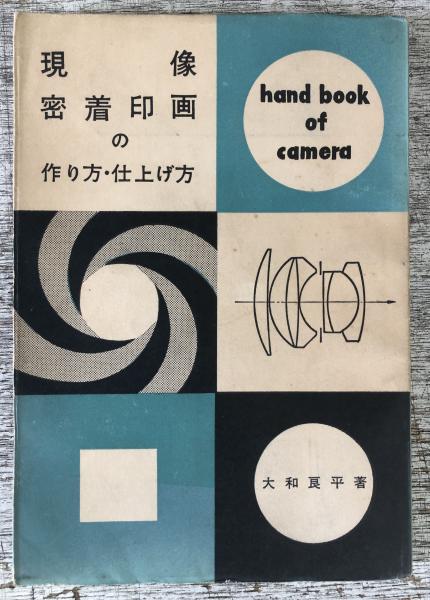 現像
密着印画
の
作り方・仕上げ方
hand book
of
camera
大和良平著